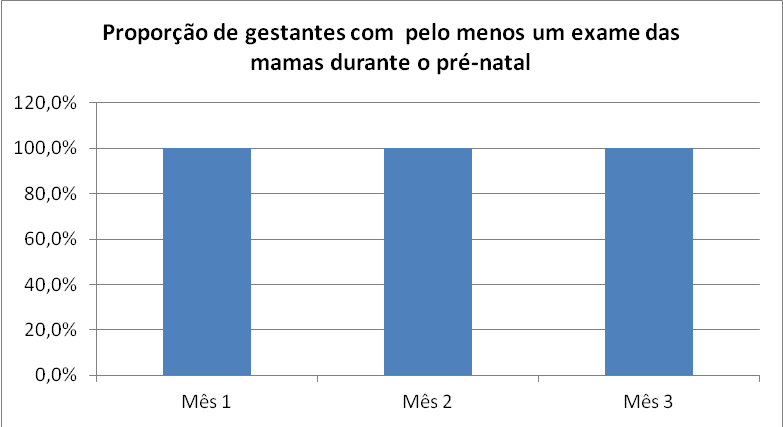 Proporção de gestantes com  pelo menos um exame das
mamas durante o pré-natal
120,0%
100,0%
80,0%
60,0%
40,0%
20,0%
0,0%
Mês 1 Mês 2 Mês 3